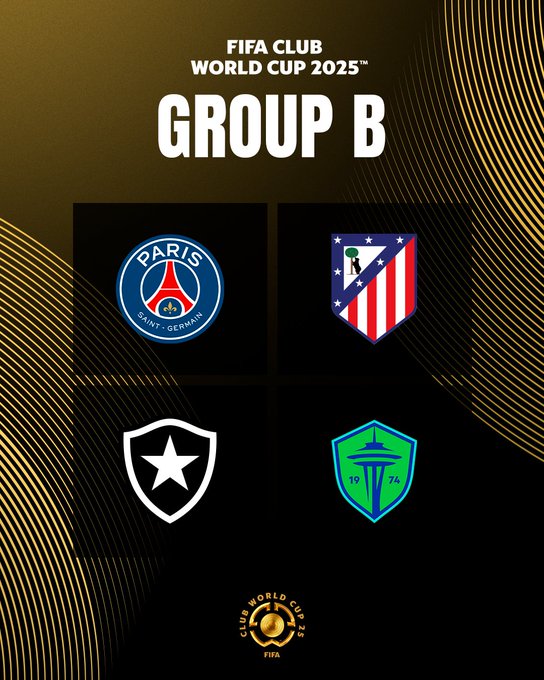 FIFA CLUB
WORLD CUP 2025™
GROUP B
PARIS
SAINT-GERMAIN
19 74
CLUB WORLD CUP 25
FIFA